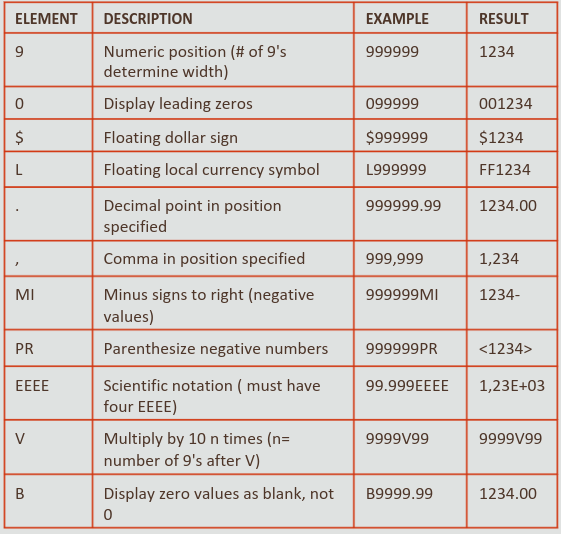 ELEMENT DESCRIPTION EXAMPLE RESULT
9 Numeric position (# of 9's 999999 1234
determine width)
0 Display leading zeros 099999 001234
$ Floating dollar sign $999999 $1234
L Floating local currency symbol L999999 FF1234
. Decimal point in position 999999.99 1234.00
specified
, Comma in position specified 999,999 1,234
MI Minus signs to right (negative 999999MI 1234-
values)
PR Parenthesize negative numbers 999999PR <1234>
EEEE Scientific notation ( must have 99.999EEEE 1,23E+03
four EEEE)
V Multiply by 10 n times (n= 9999V99 9999V99
number of 9's after V)
B Display zero values as blank, not B9999.99 1234.00
0